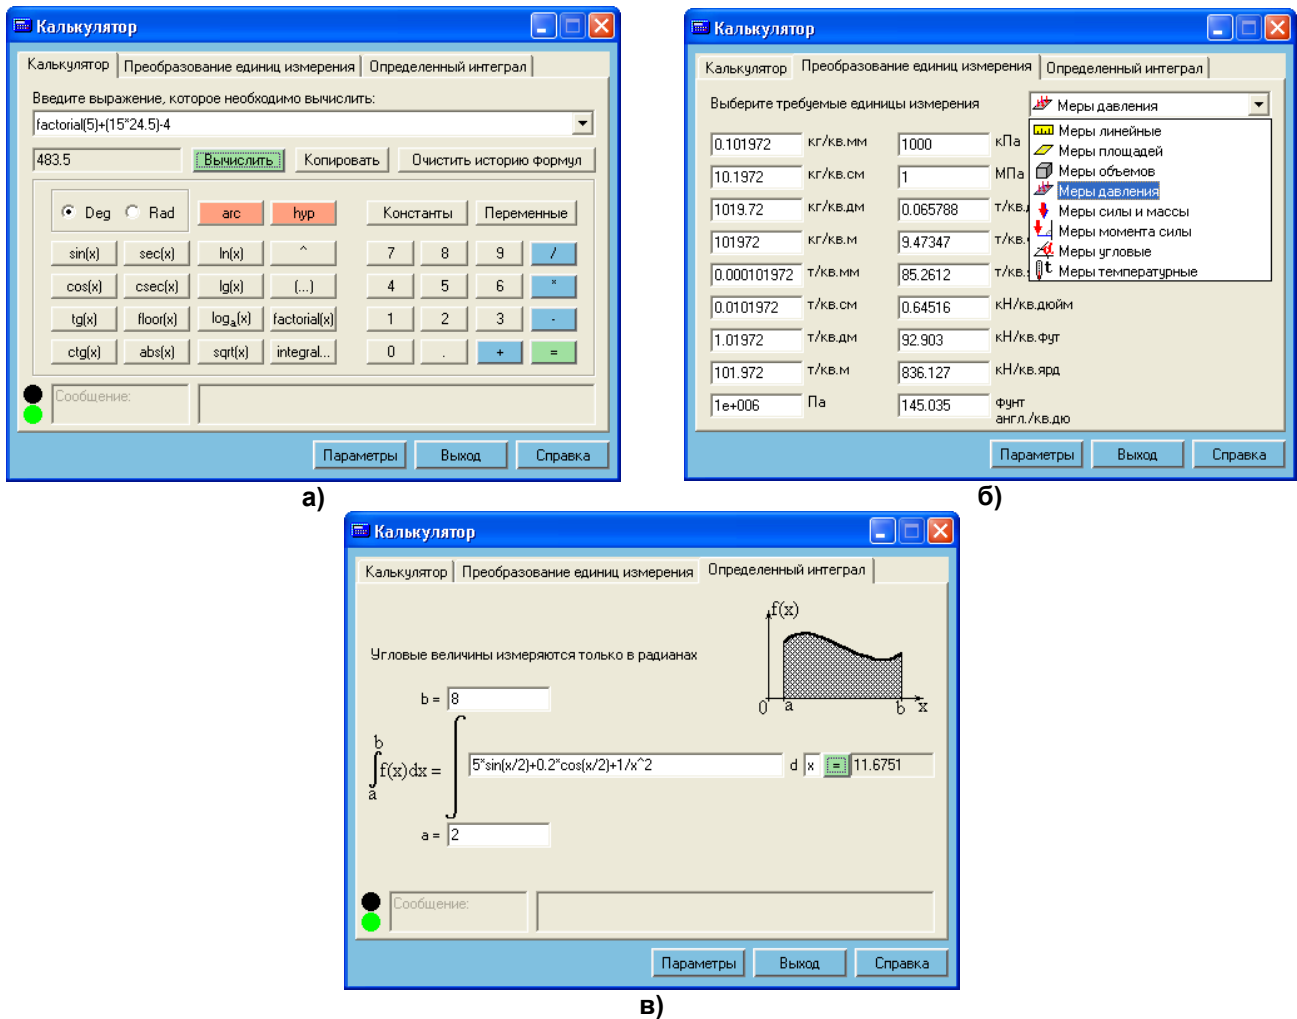 Калькулятор
Калькулятор Преобразование единиц измерения Определенный интеграл
Введите выражение, которое необходимо вычислить:
factorial(5)+(15*24.5)-4
483.5 Вычислить Копировать Очистить историю формул
Deg Rad arc hyp Константы Переменные
sin(x) sec(x) ln(x) ^ 7 8 9 /
cos(x) csec(x) lg(x) (...) 4 5 6 *
tg(x) floor(x) loga(x) factorial(x) 1 2 3 -
ctg(x) abs(x) sqrt(x) integral... 0 . + =
Сообщение:
Параметры Выход Справка
а)
Калькулятор
Калькулятор Преобразование единиц измерения Определенный интеграл
Выберите требуемые единицы измерения Меры давления
Меры линейные
Меры площадей
Меры объемов
Меры давления
Меры силы и массы
Меры момента силы
Меры угловые
Меры температурные
0.101972 кг/кв.мм 1000 кПа
10.1972 кг/кв.см 1 МПа
1019.72 кг/кв.дм 0.065788 т/кв.
101972 кг/кв.м 9.47347 т/кв.
0.000101972 т/кв.мм 85.2612 т/кв.
0.0101972 т/кв.см 0.64516 кН/кв.дюйм
1.01972 т/кв.дм 92.903 кН/кв.фут
101.972 т/кв.м 836.127 кН/кв.ярд
1e+006 Па 145.035 фунт
англ./кв.дю
Параметры Выход Справка
б)
Калькулятор
Калькулятор Преобразование единиц измерения Определенный интеграл
f(x)
0 a b x
Угловые величины измеряются только в радианах
b = 8
b
∫f(x)dx = ∫ 5*sin(x/2)+0.2*cos(x/2)+1/x^2 d x = 11.6751
a
a = 2
Сообщение:
Параметры Выход Справка
в)